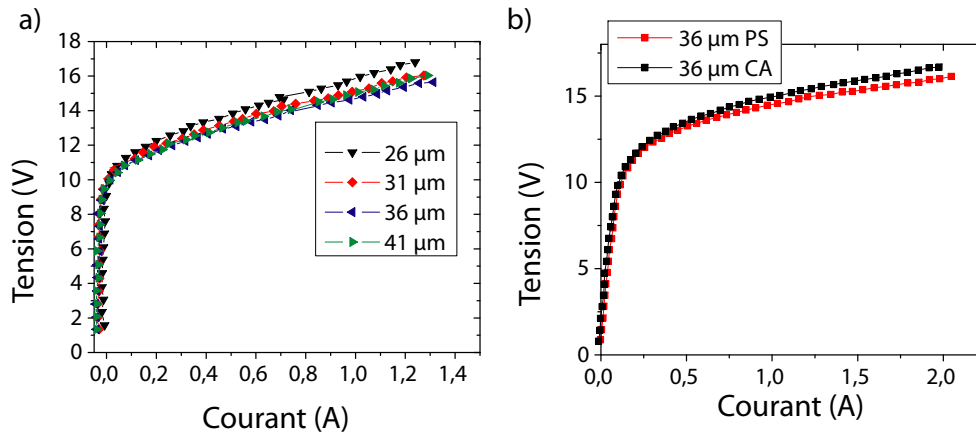 a)
18
16
14
12
10
8
6
4
2
0
Tension (V)
0,0 0,2 0,4 0,6 0,8 1,0 1,2 1,4
Courant (A)
26 µm
31 µm
36 µm
41 µm
b)
15
10
5
0
Tension (V)
0,0 0,5 1,0 1,5 2,0
Courant (A)
36 µm PS
36 µm CA